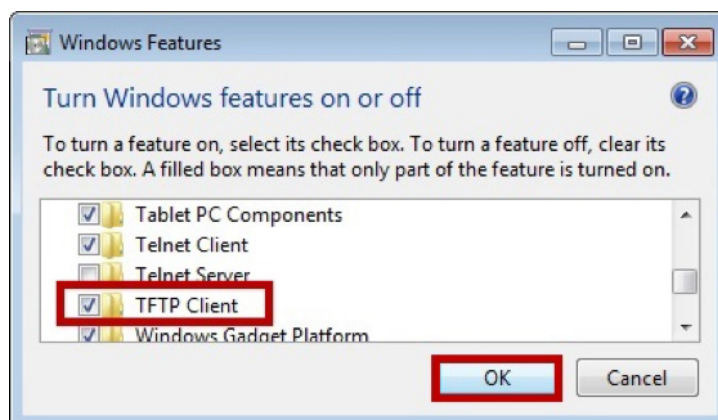 Windows Features
Turn Windows features on or off
To turn a feature on, select its check box. To turn a feature off, clear its
check box. A filled box means that only part of the feature is turned on.
Tablet PC Components
Telnet Client
Telnet Server
TFTP Client
Windows Gadget Platform
OK Cancel